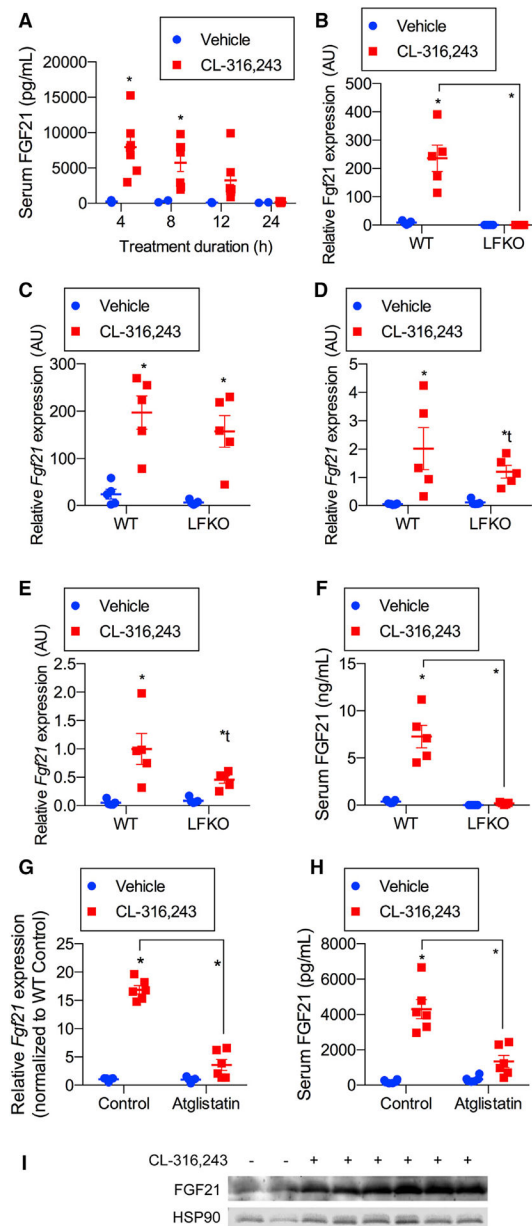 A
Vehicle
CL-316,243
Serum FGF21 (pg/mL)
20000
15000
10000
5000
0
* *
4 8 12 24
Treatment duration (h)
B
Vehicle
CL-316,243
Relative Fgf21 expression (AU)
500
400
300
200
100
0
* *
WT LFKO
C
Vehicle
CL-316,243
Relative Fgf21 expression (AU)
300
200
100
0
* *
WT LFKO
D
Vehicle
CL-316,243
Relative Fgf21 expression (AU)
5
4
3
2
1
0
* *t
WT LFKO
E
Vehicle
CL-316,243
Relative Fgf21 expression (AU)
2.5
2.0
1.5
1.0
0.5
0.0
* *t
WT LFKO
F
Vehicle
CL-316,243
Serum FGF21 (ng/mL)
15
10
5
0
* *
WT LFKO
G
Vehicle
CL-316,243
Relative Fgf21 expression
(normalized to WT Control)
25
20
15
10
5
0
* *
Control Atglistatin
H
Vehicle
CL-316,243
Serum FGF21 (pg/mL)
8000
6000
4000
2000
0
* *
Control Atglistatin
I
CL-316,243 - - + + + + + +
FGF21
HSP90